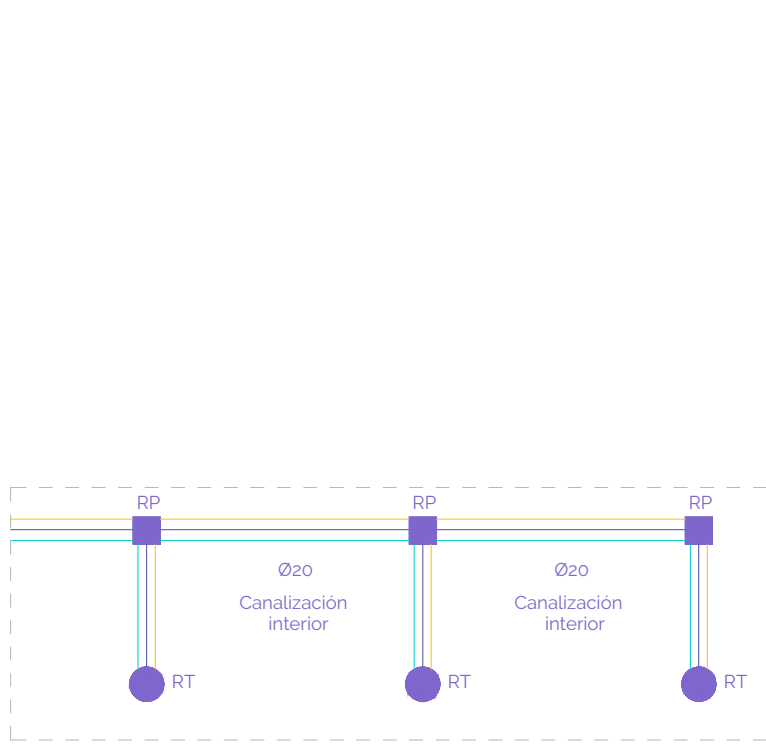 RP
RP
RP
Ø20
Ø20
Canalización
interior
Canalización
interior
RT
RT
RT